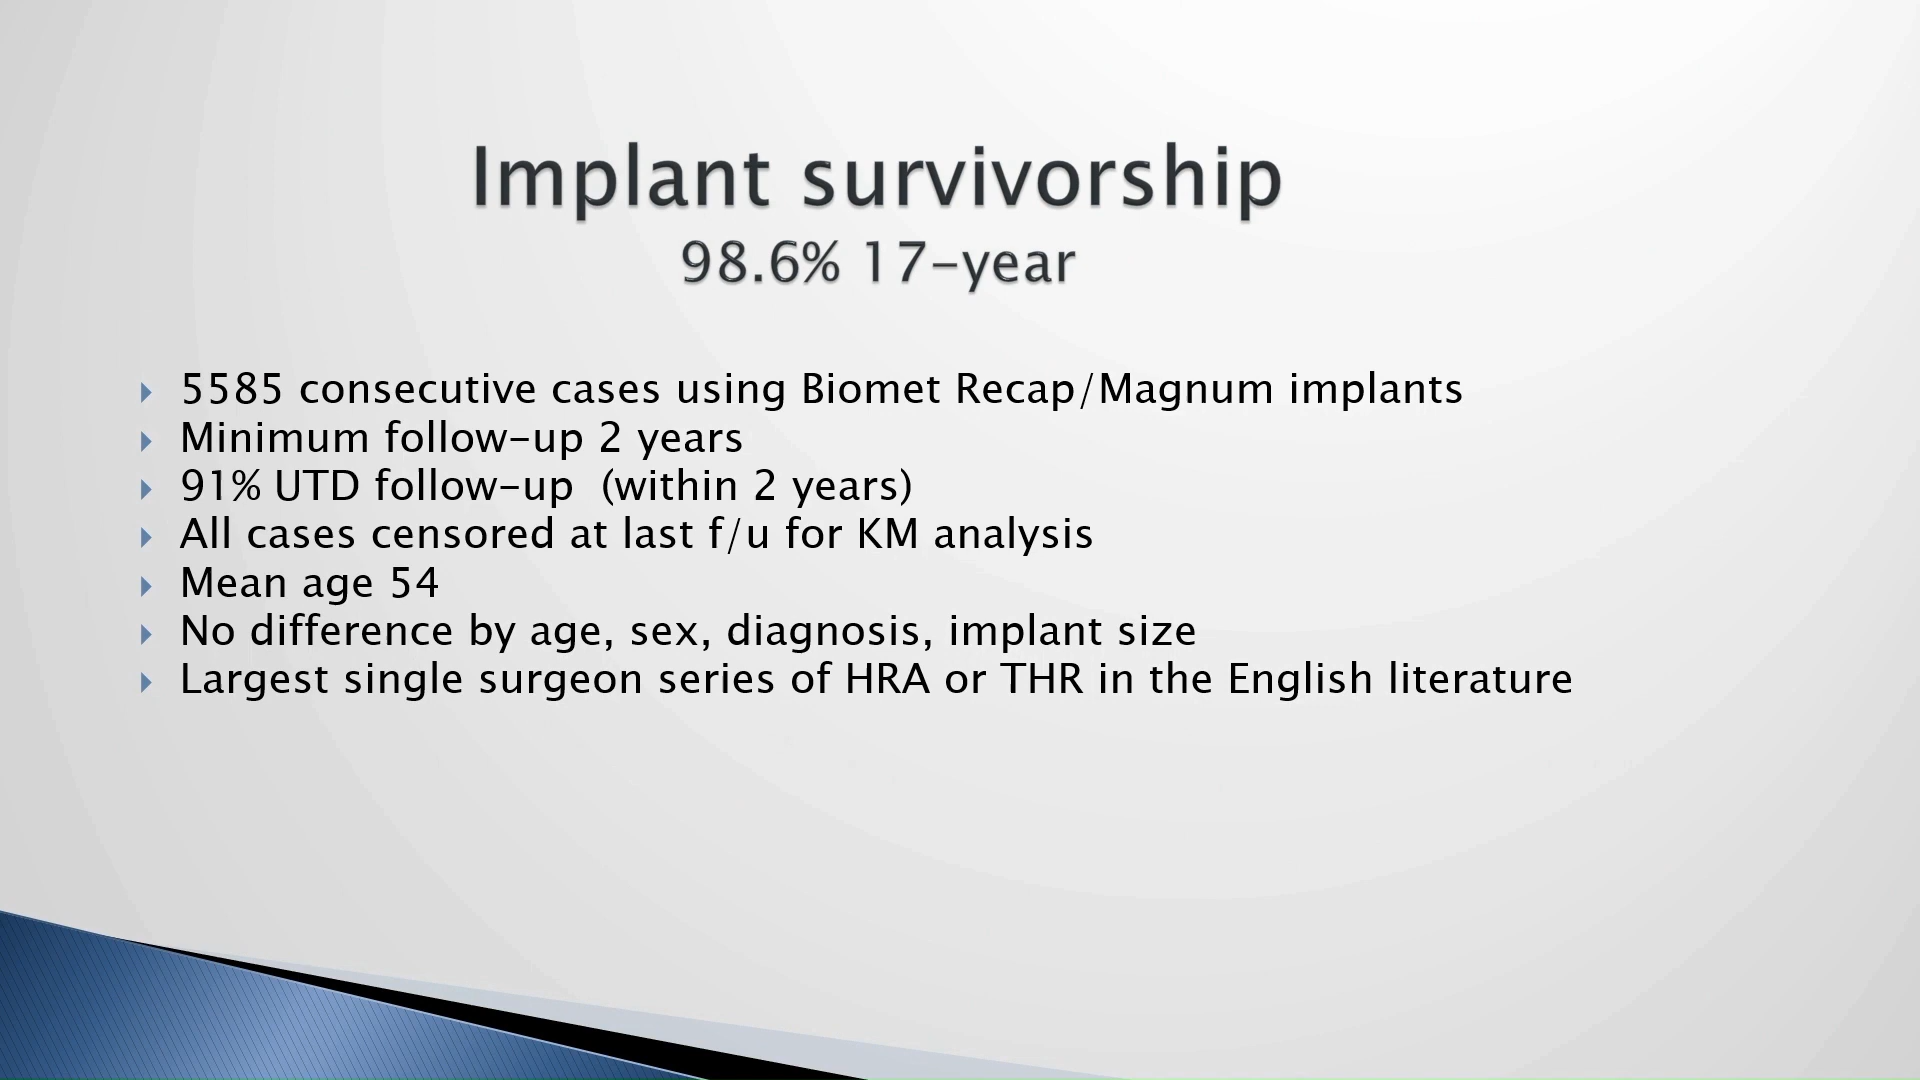 Implant survivorship
98.6% 17-year
5585 consecutive cases using Biomet Recap/Magnum implants
Minimum follow-up 2 years
91% UTD follow-up (within 2 years)
All cases censored at last f/u for KM analysis
Mean age 54
No difference by age, sex, diagnosis, implant size
Largest single surgeon series of HRA or THR in the English literature